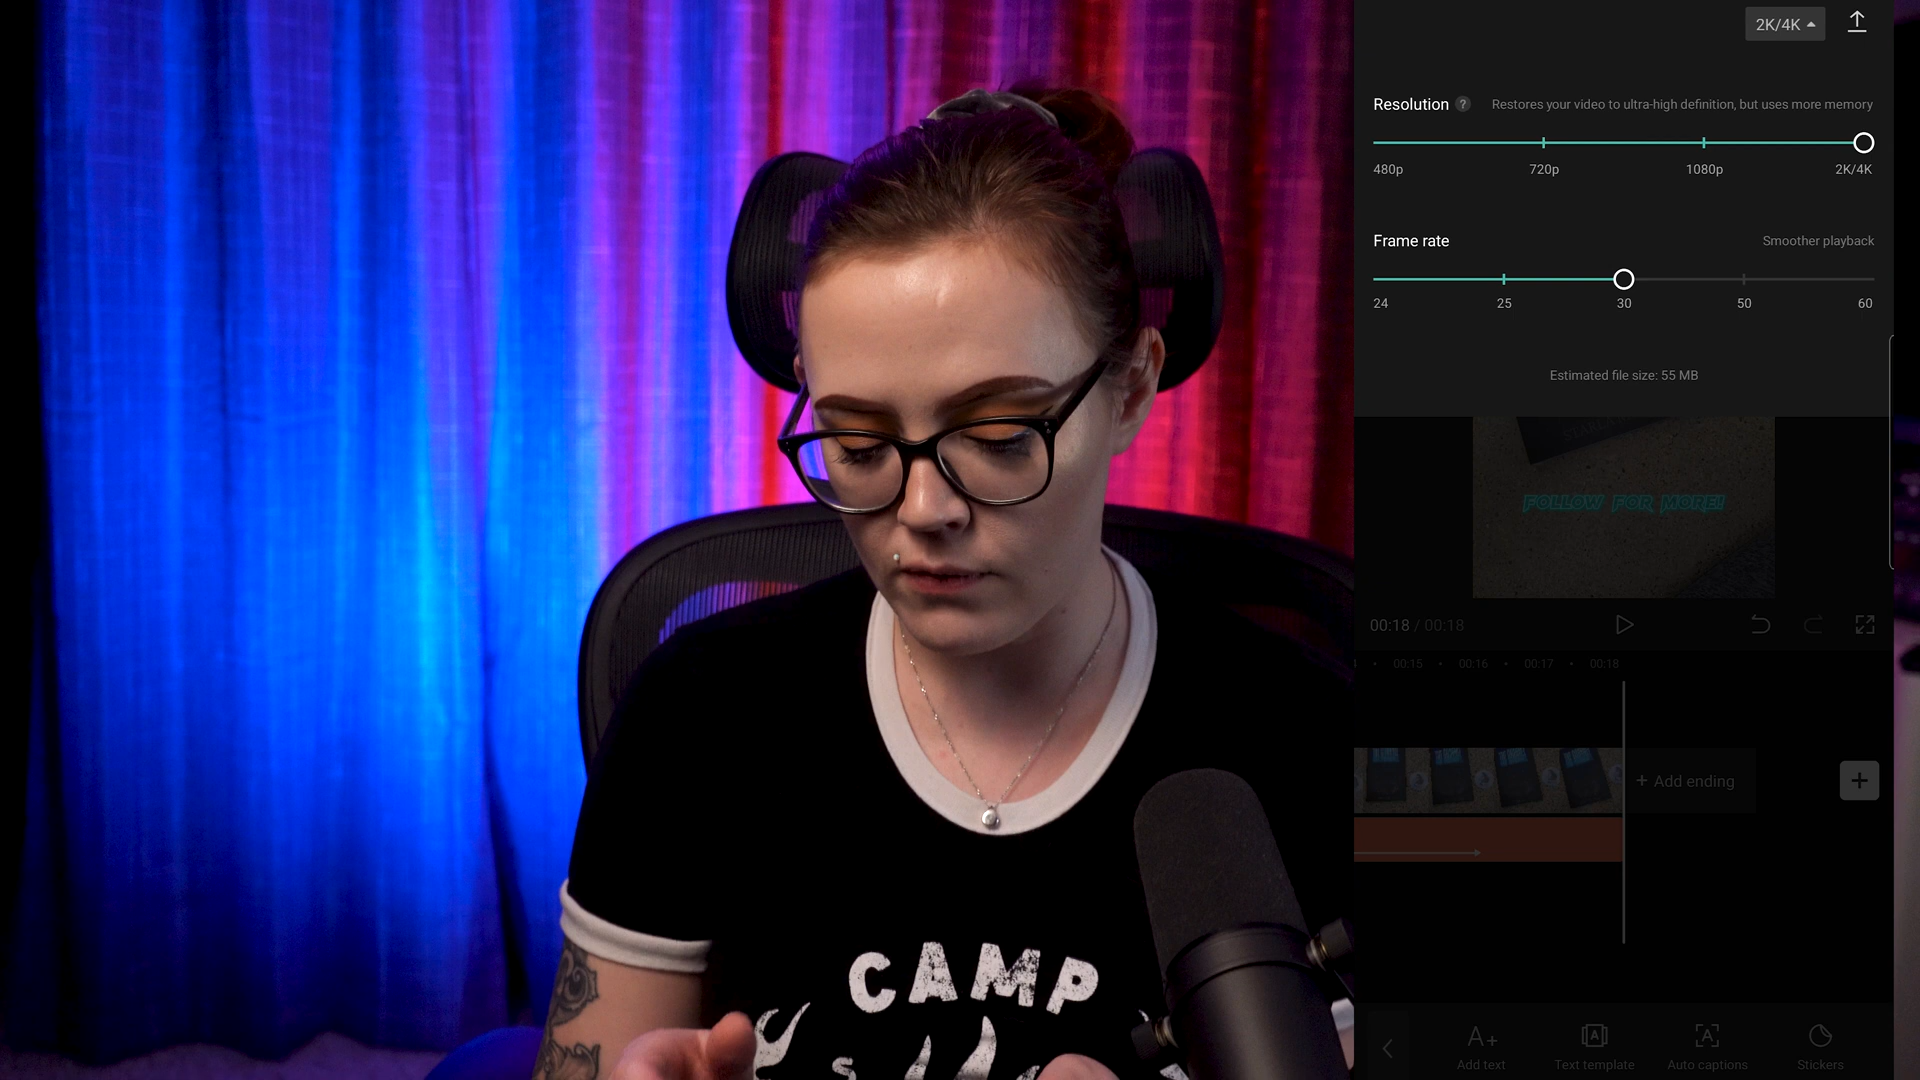 2K/4K
Resolution ? Restores your video to ultra-high definition, but uses more memory
480p 720p 1080p 2K/4K
Frame rate Smoother playback
24 25 30 50 60
Estimated file size: 55 MB
FOLLOW FOR MORE!
00:18 / 00:18
00:15 00:16 00:17 00:18
+ Add ending
+
A+ A A
Add text Text template Auto captions Stickers
CAMP